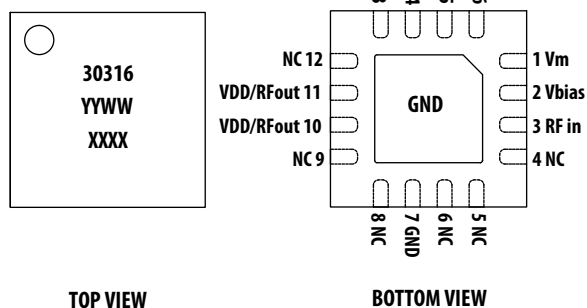 30316
YYWW
XXXX
TOP VIEW
NC 12
VDD/RFout 11
VDD/RFout 10
NC 9
GND
1 Vm
2 Vbias
3 RF in
4 NC
8 NC
7 GND
6 NC
5 NC
BOTTOM VIEW